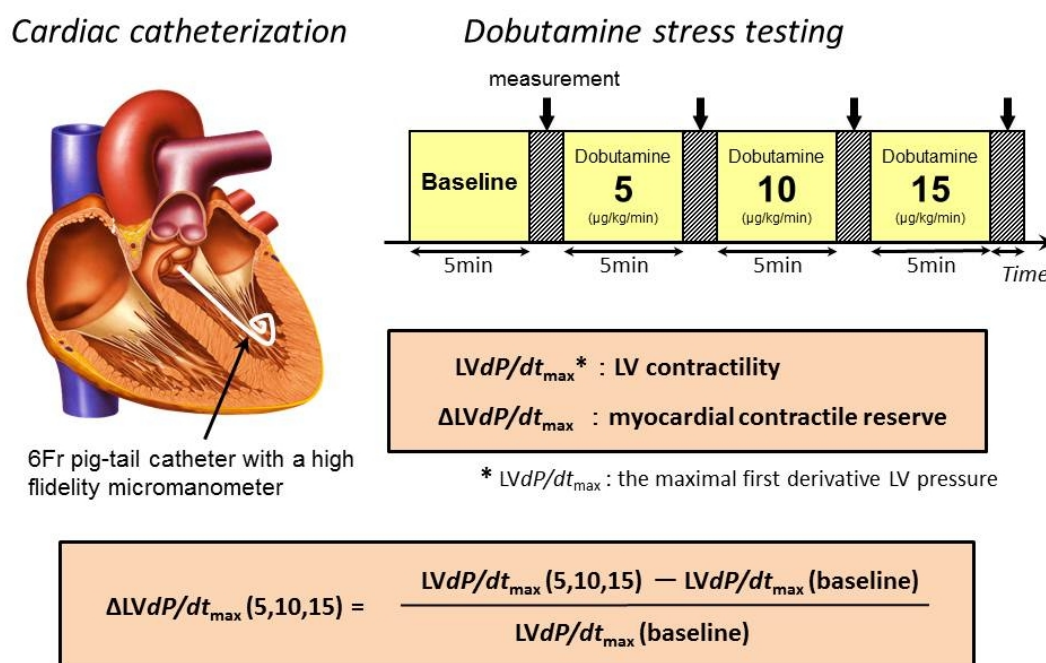 Cardiac catheterization
Dobutamine stress testing
measurement
Baseline
Dobutamine
5
(μg/kg/min)
Dobutamine
10
(μg/kg/min)
Dobutamine
15
(μg/kg/min)
5min
5min
5min
5min
Time
6Fr pig-tail catheter with a high
flidelity micromanometer
LVdP/dtmax* : LV contractility
ΔLVdP/dtmax : myocardial contractile reserve
* LVdP/dtmax : the maximal first derivative LV pressure
ΔLVdP/dtmax (5,10,15) =
LVdP/dtmax (5,10,15) — LVdP/dtmax (baseline)
LVdP/dtmax (baseline)